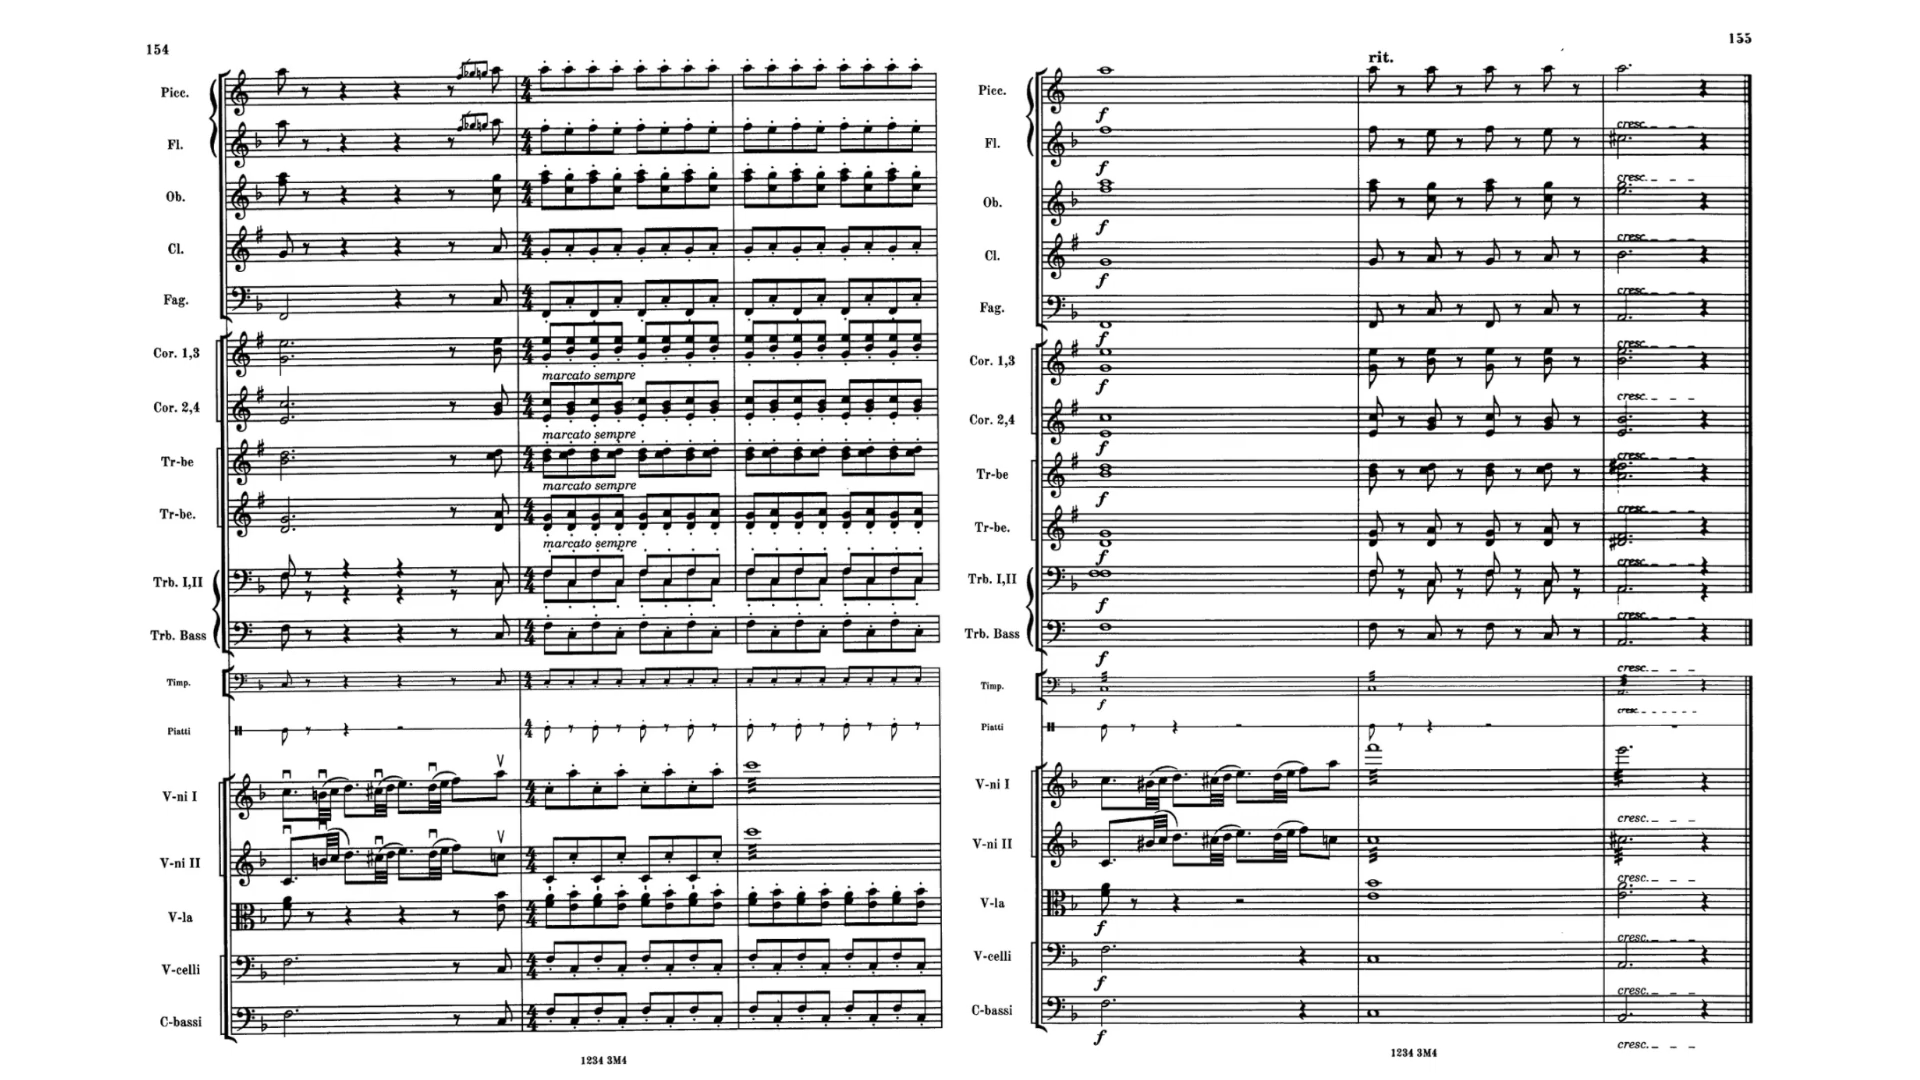 154
Picc.
Fl.
Ob.
Cl.
Fag.
Cor. 1,3
marcato sempre
Cor. 2,4
marcato sempre
Tr-be
marcato sempre
Tr-be.
marcato sempre
Trb. I,II
Trb. Bass
Timp.
Piatti
V-ni I
V-ni II
V-la
V-celli
C-bassi
1234 3M4
155
rit.
Picc.
f
cresc.
Fl.
f
cresc.
Ob.
f
cresc.
Cl.
f
cresc.
Fag.
f
cresc.
Cor. 1,3
f
cresc.
Cor. 2,4
f
cresc.
Tr-be
f
cresc.
Tr-be.
f
cresc.
Trb. I,II
f
cresc.
Trb. Bass
f
cresc.
Timp.
f
cresc.
Piatti
V-ni I
cresc.
V-ni II
cresc.
V-la
f
cresc.
V-celli
f
cresc.
C-bassi
f
cresc.
1234 3M4